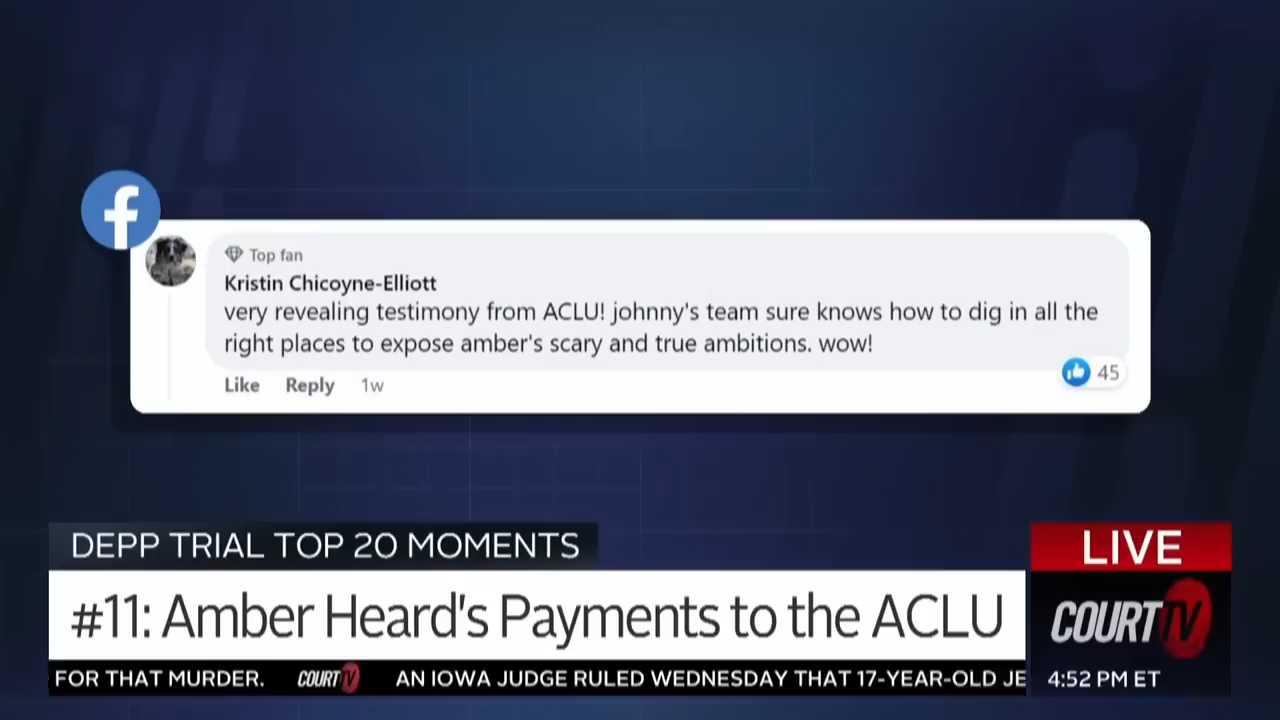 f
Top fan
Kristin Chicoyne-Elliott
very revealing testimony from ACLU! johnny's team sure knows how to dig in all the
right places to expose amber's scary and true ambitions. wow!
Like Reply 1w
45
DEPP TRIAL TOP 20 MOMENTS
#11: Amber Heard's Payments to the ACLU
FOR THAT MURDER. COURT TV AN IOWA JUDGE RULED WEDNESDAY THAT 17-YEAR-OLD JE
LIVE
COURT TV
4:52 PM ET